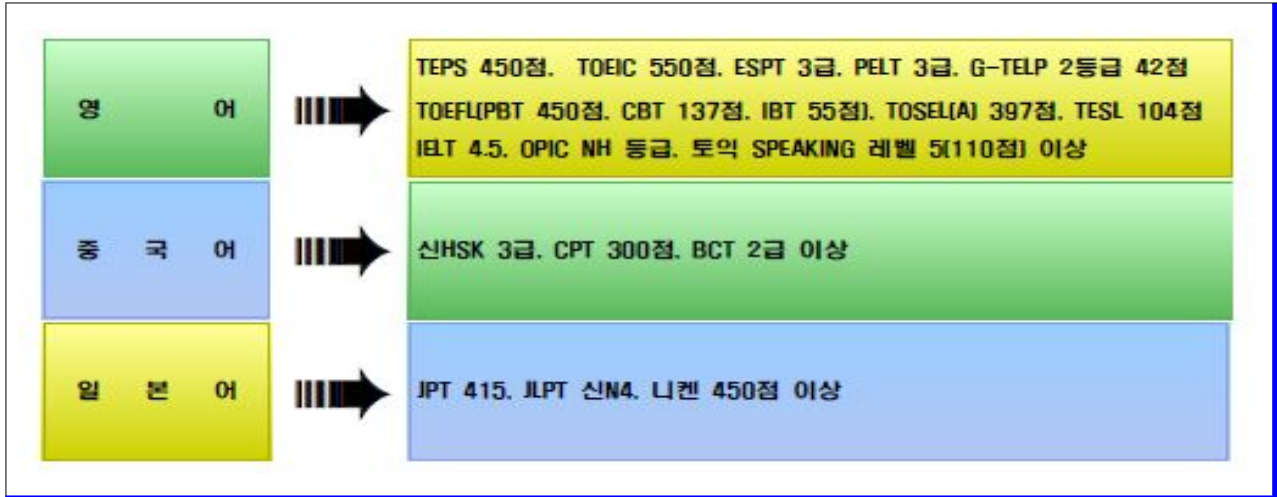 영 어
TEPS 450점. TOEIC 550점. ESPT 3급. PELT 3급. G-TELP 2등급 42점
TOEFL(PBT 450점. CBT 137점. IBT 55점). TOSEL(A) 397점. TESL 104점
IELT 4.5. OPIC NH 등급. 토익 SPEAKING 레벨 5(110점) 이상
중 국 어
신HSK 3급. CPT 300점. BCT 2급 이상
일 본 어
JPT 415. JLPT 신N4. 니켄 450점 이상